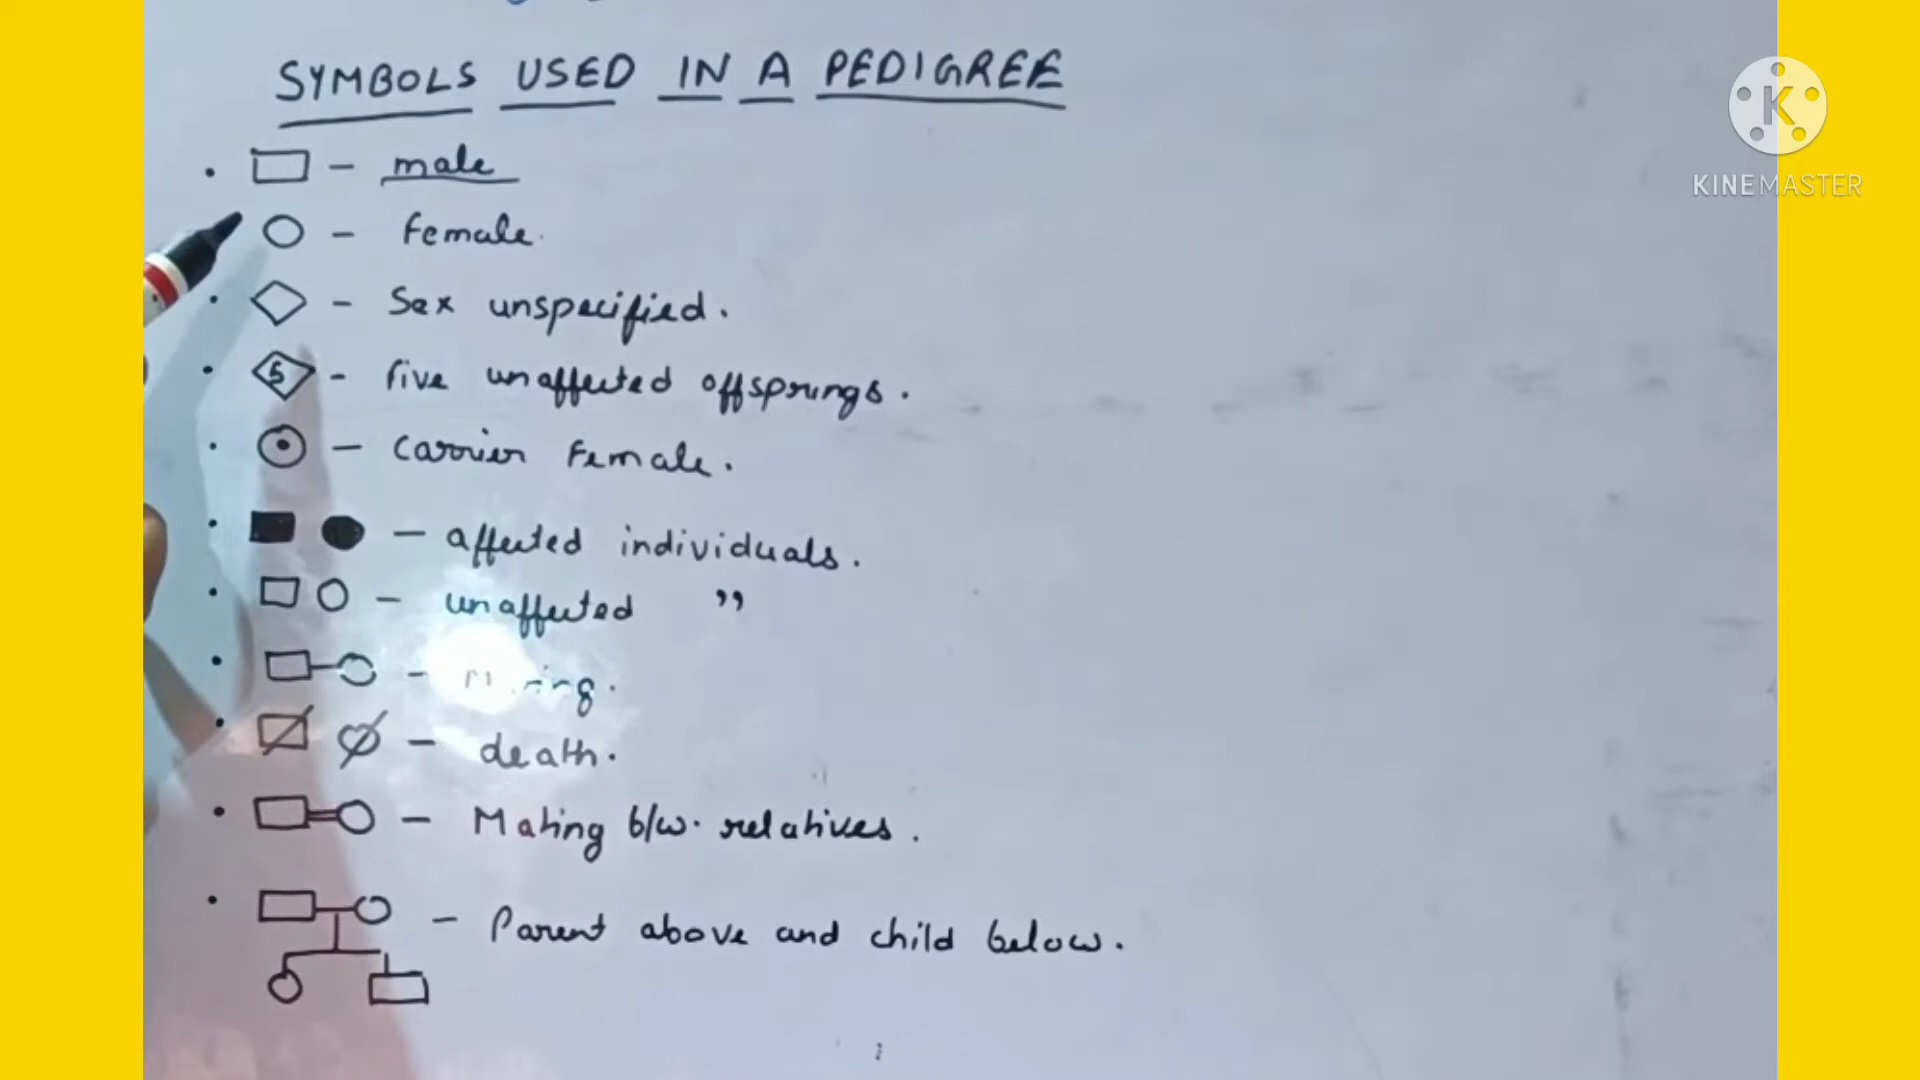 SYMBOLS USED IN A PEDIGREE
KINEMASTER
- male
- Female.
- Sex unspecified.
5 - five unaffected offsprings.
- Carrier Female.
- affected individuals.
- unaffected ”
- death.
- Mating b/w. relatives.
- Parent above and child below.